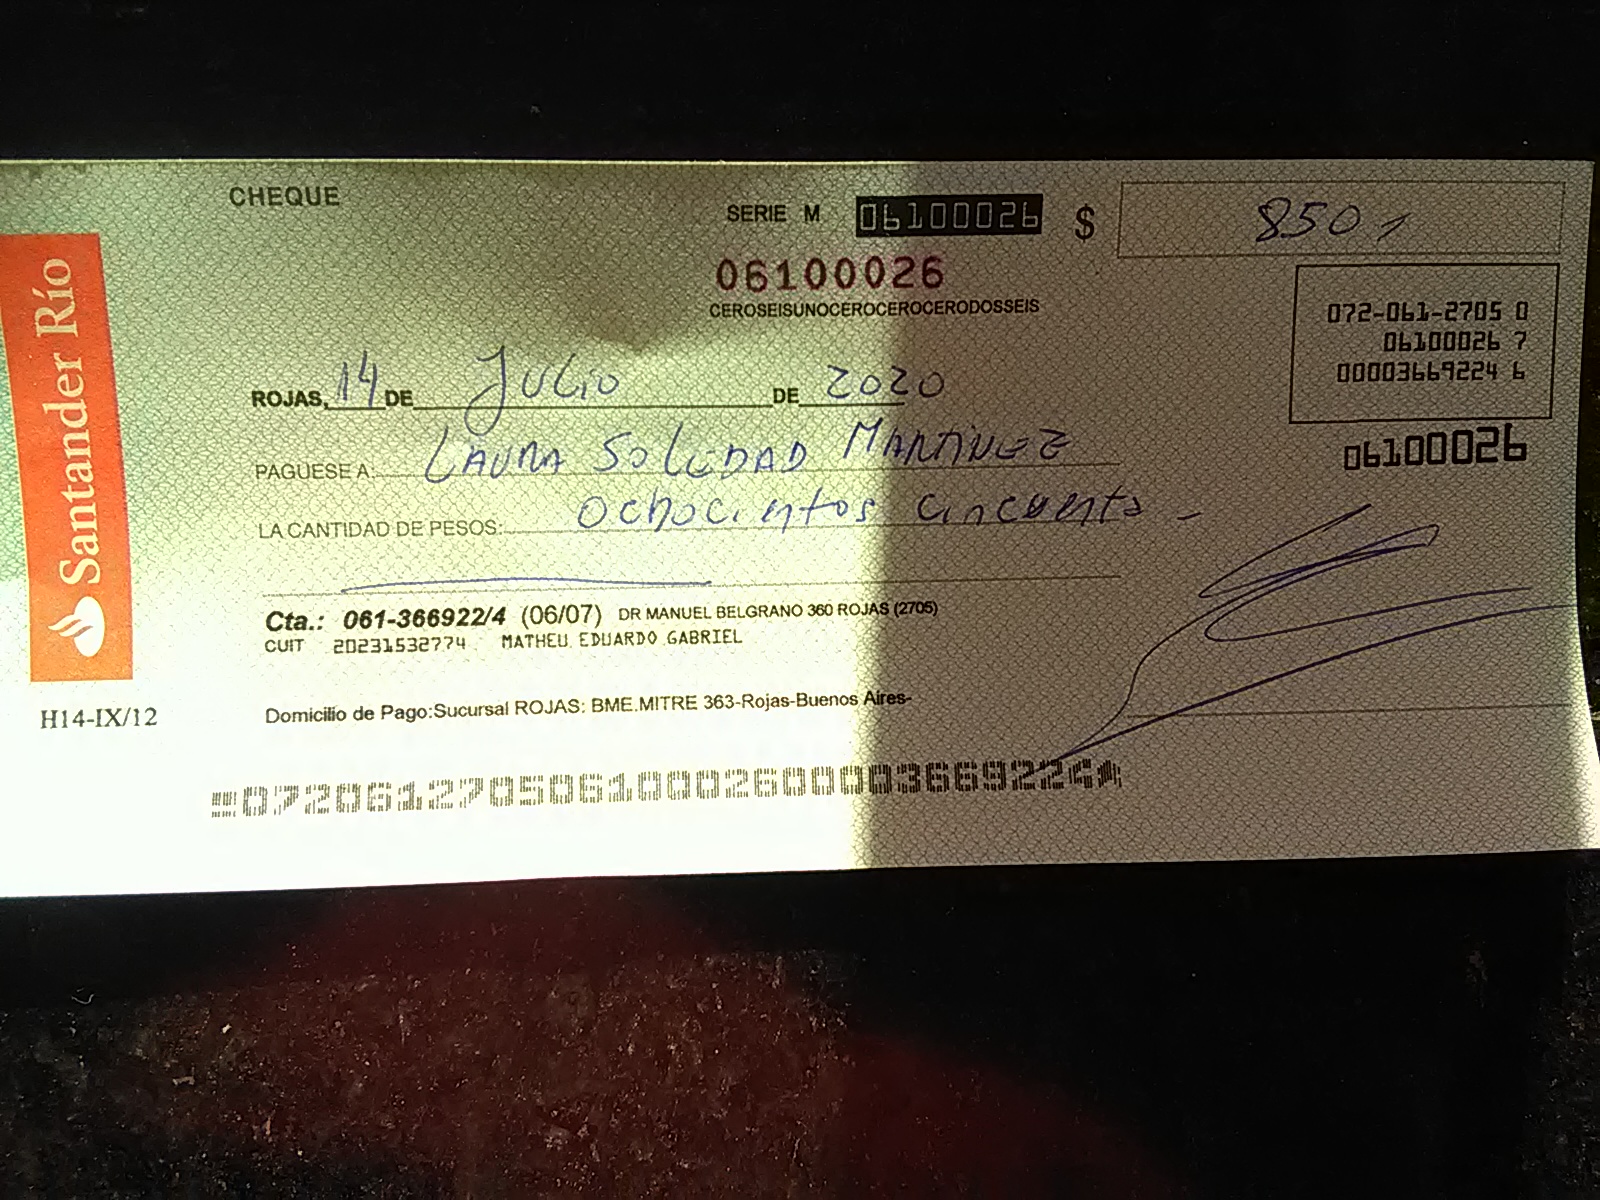 CHEQUE
SERIE M 06100026 $ 850,
06100026
CEROSEISUNOCEROCEROCERODOSSEIS
072-061-2705 0
06100026 7
00003669224 6
06100026
Santander Río
ROJAS, 14 DE Julio DE 2020
PAGUESE A: LAURA SOLEDAD MARTINEZ
LA CANTIDAD DE PESOS: Ochocientos cincuenta -
Cta.: 061-366922/4 (06/07) DR MANUEL BELGRANO 360 ROJAS (2705)
CUIT 20231532774 MATHEU EDUARDO GABRIEL
H14-IX/12
Domicilio de Pago:Sucursal ROJAS: BME.MITRE 363-Rojas-Buenos Aires-
07206127050610002600003669224